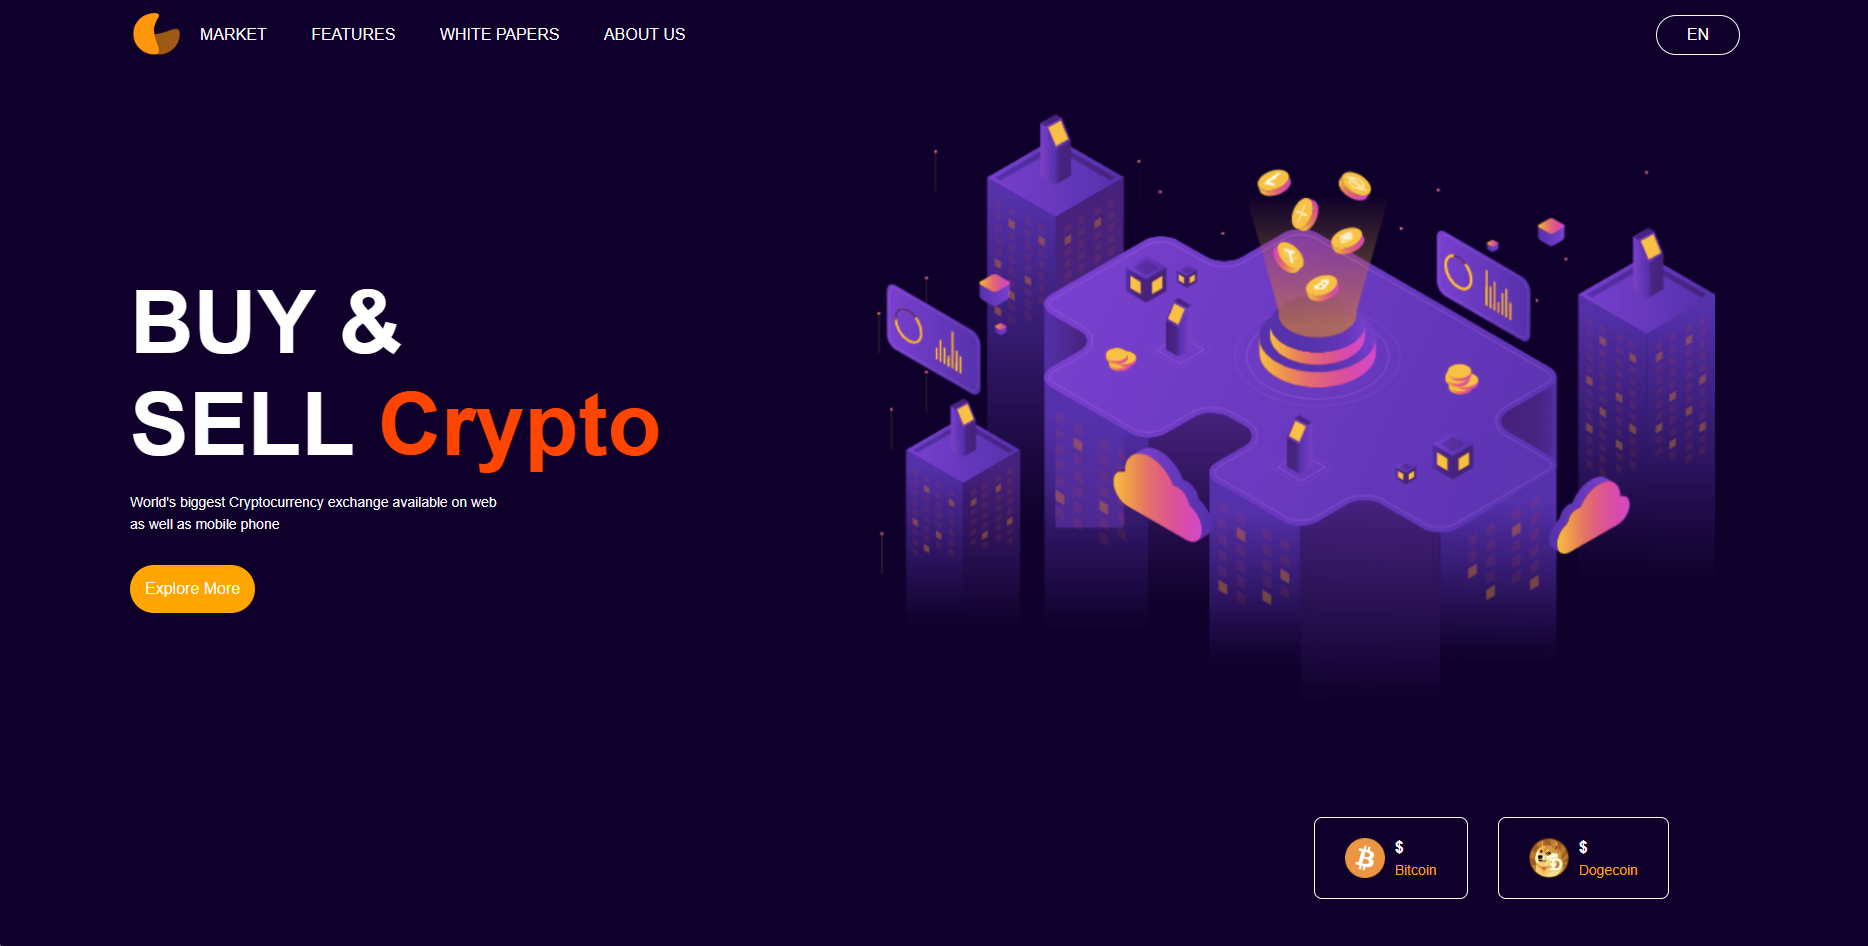 MARKET
FEATURES
WHITE PAPERS
ABOUT US
EN
BUY &
SELL Crypto
World's biggest Cryptocurrency exchange available on web
as well as mobile phone
Explore More
$
Bitcoin
$
Dogecoin